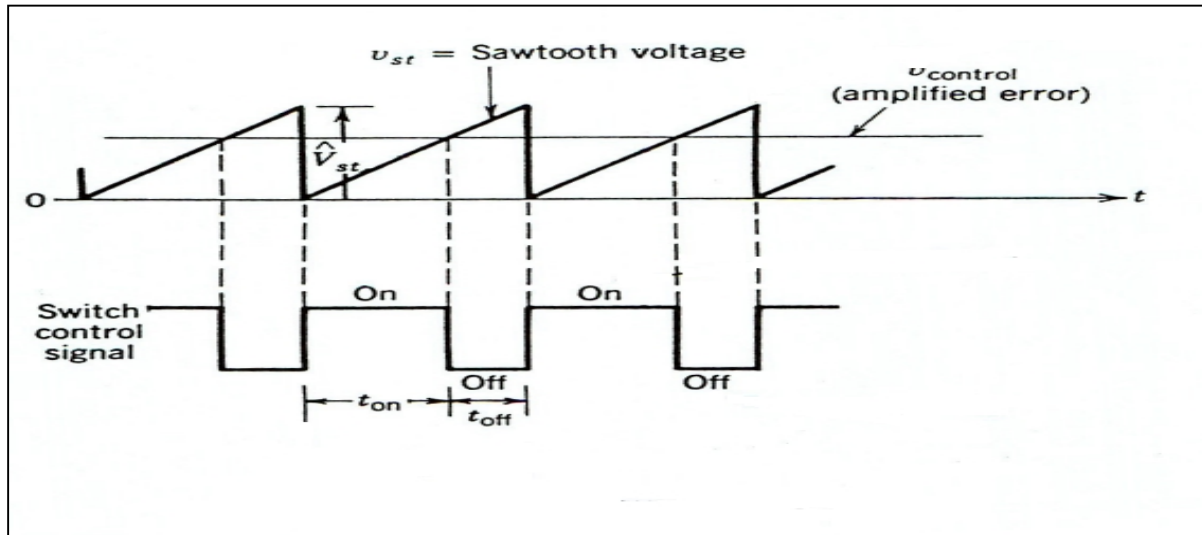 v_st = Sawtooth voltage
v_control
(amplified error)
V̂_st
0
t
On
On
Switch
control
signal
Off
Off
t_on
t_off